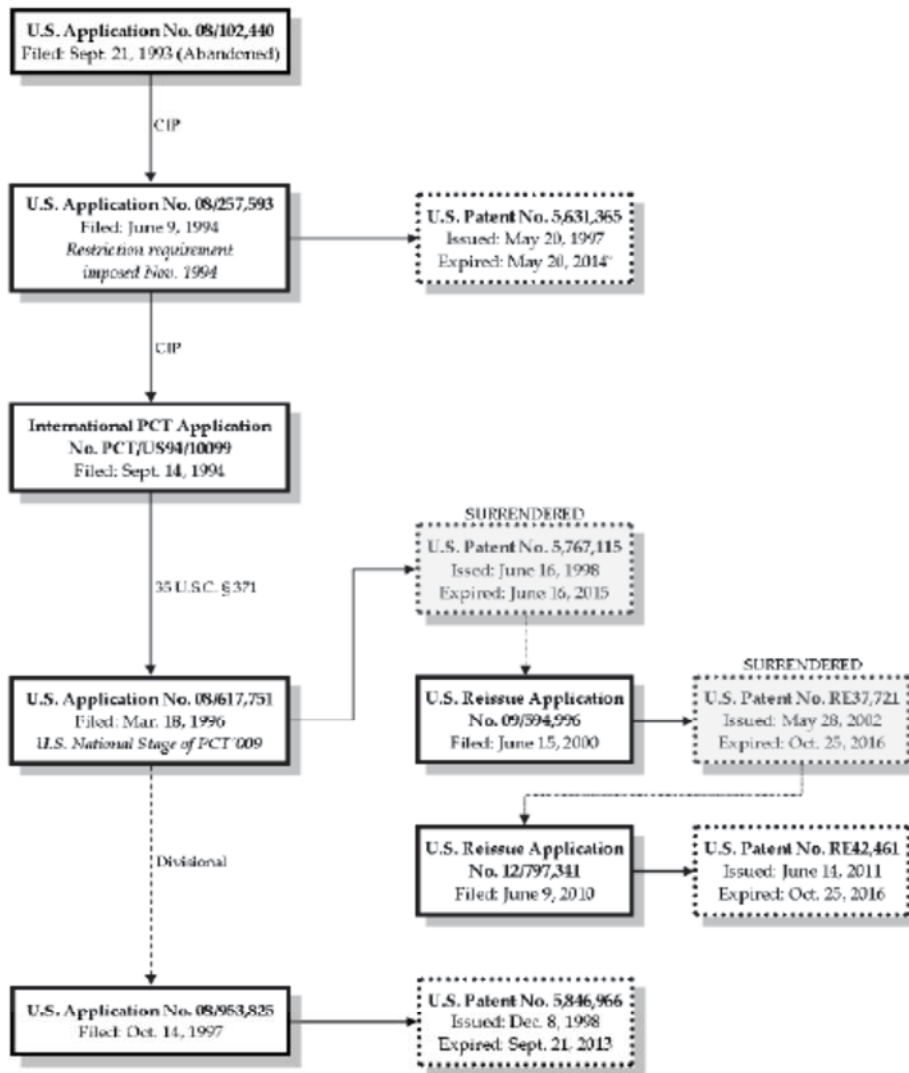 U.S. Application No. 08/102,440
Filed: Sept. 21, 1993 (Abandoned)
CIP
U.S. Application No. 08/257,593
Filed: June 9, 1994
Restriction requirement
imposed Nov. 1994
U.S. Patent No. 5,631,365
Issued: May 20, 1997
Expired: May 20, 2014
CIP
International PCT Application
No. PCT/US94/10099
Filed: Sept. 14, 1994
35 U.S.C. § 371
SURRENDERED
U.S. Patent No. 5,767,115
Issed: June 16, 1998
Expired: June 16, 2015
U.S. Application No. 08/617,751
Filed: Mar. 18, 1996
U.S. National Stage of PCT '009
U.S. Reissue Application
No. 09/594,996
Filed: June 15, 2000
SURRENDERED
U.S. Patent No. RE37,721
Issued: May 28, 2002
Expired: Oct. 25, 2016
Divisional
U.S. Reissue Application
No. 12/797,341
Filed: June 9, 2010
U.S. Patent No. RE42,461
Issued: June 14, 2011
Expired: Oct. 25, 2016
U.S. Application No. 08/953,825
Filed: Oct. 14, 1997
U.S. Patent No. 5,846,966
Issued: Dec. 8, 1998
Expired: Sept. 21, 2013